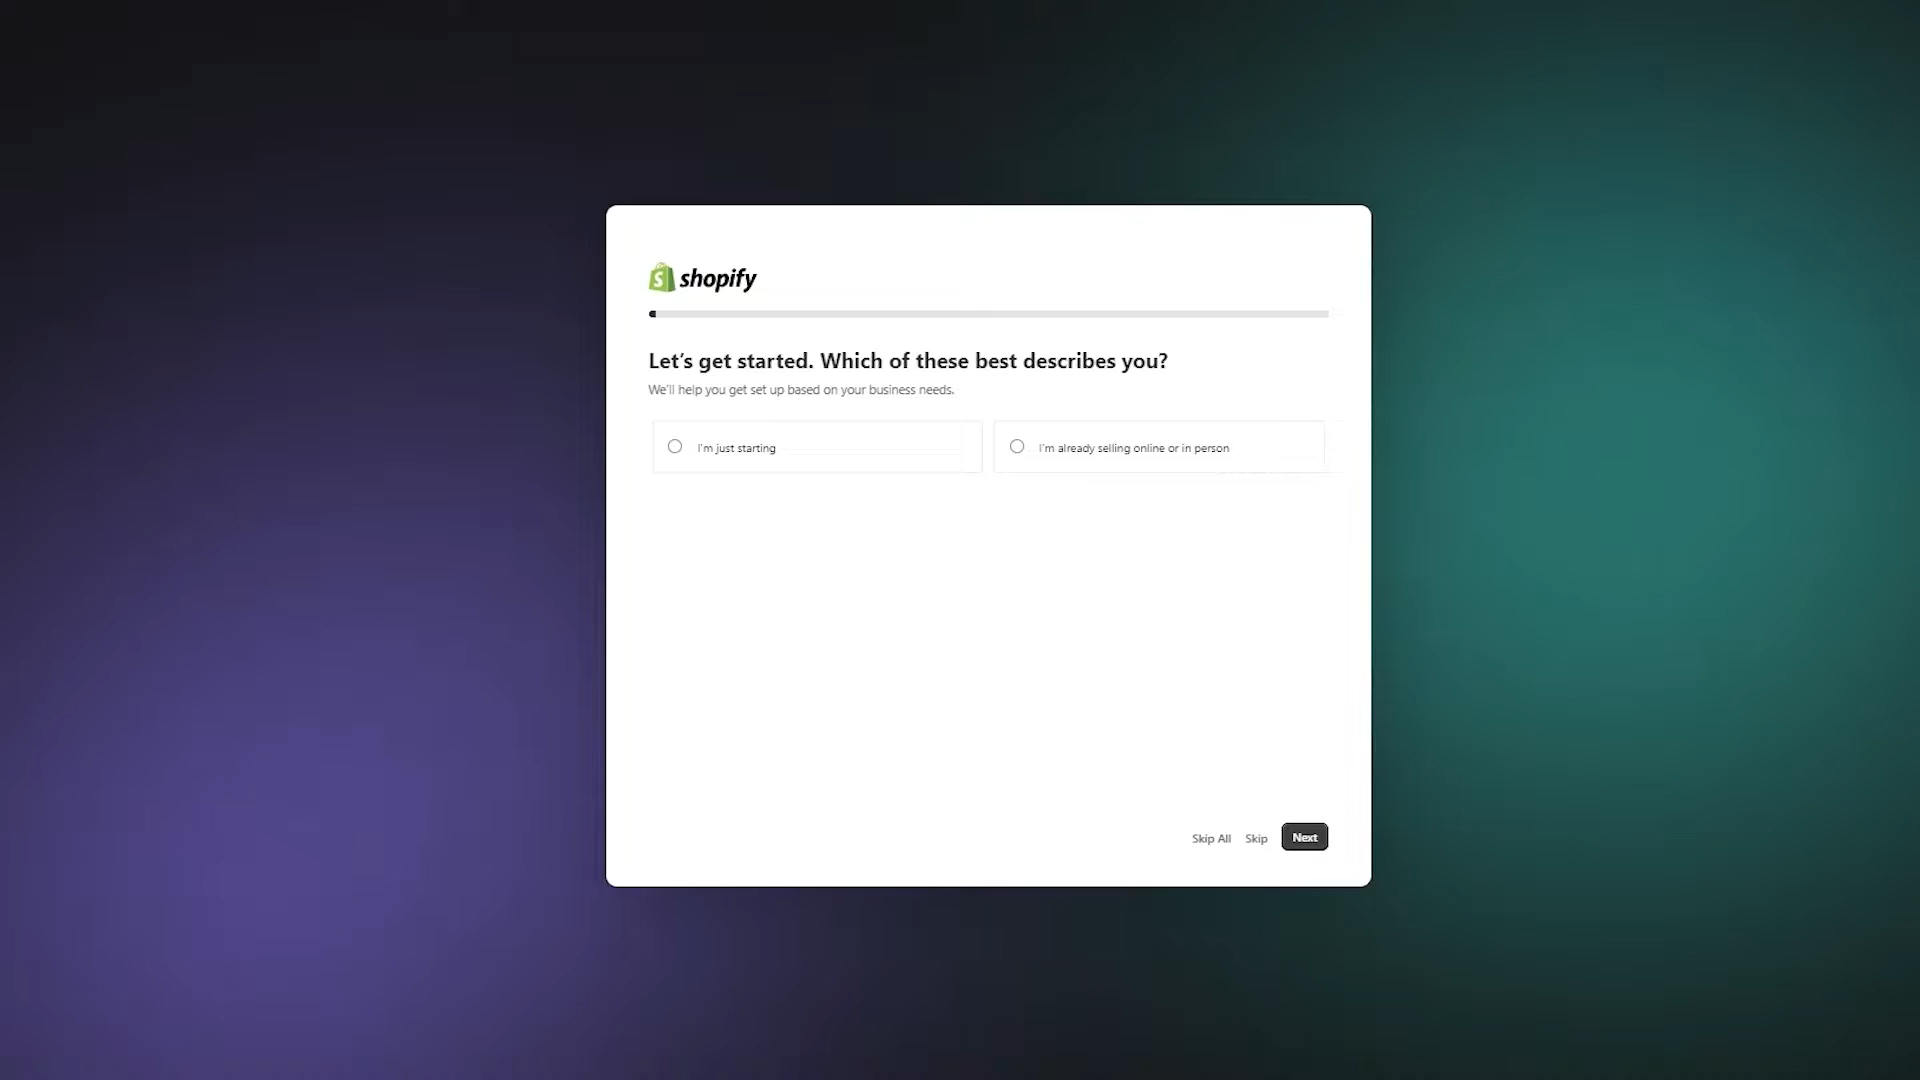 shopify
Let's get started. Which of these best describes you?
We'll help you get set up based on your business needs.
I'm just starting
I'm already selling online or in person
Skip All
Skip
Next